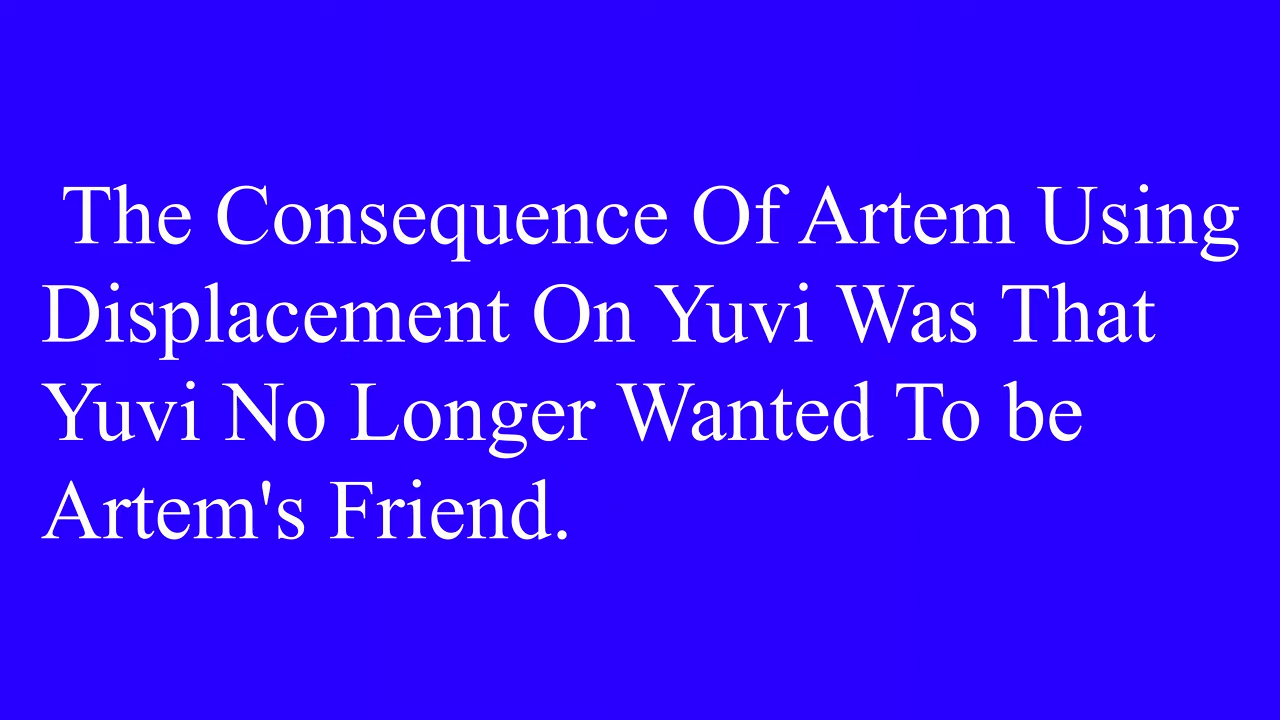 The Consequence Of Artem Using
Displacement On Yuvi Was That
Yuvi No Longer Wanted To be
Artem's Friend.